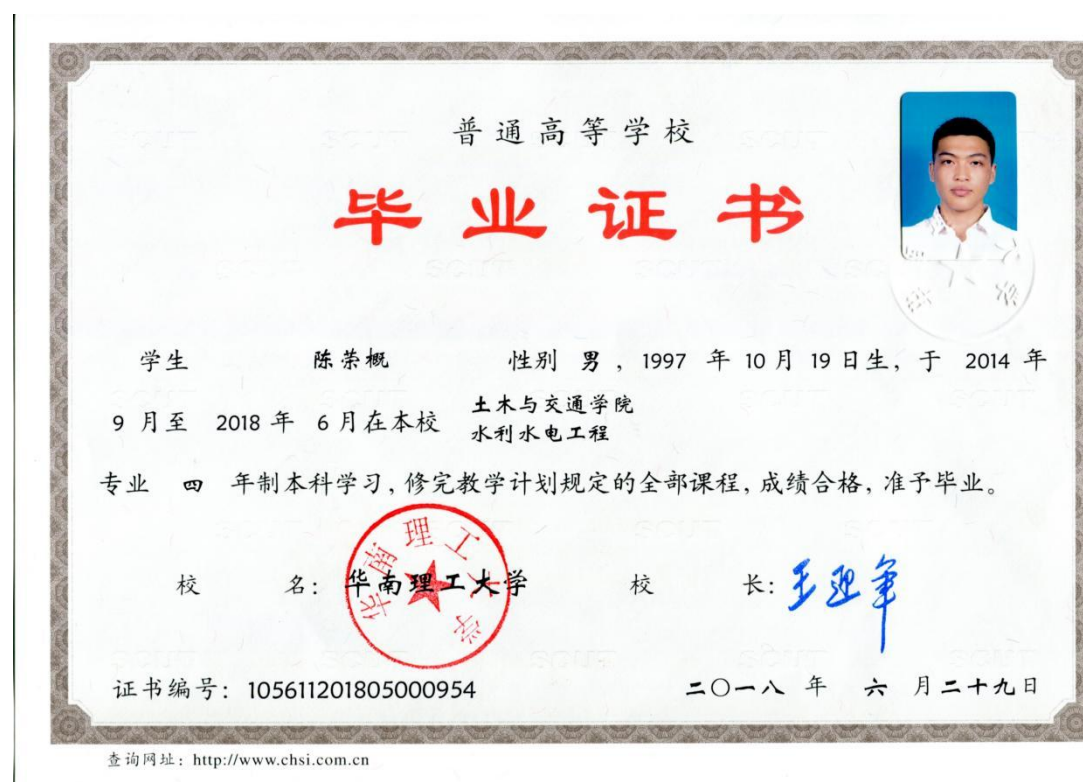 普通高等学校
毕业证书
学生 陈荣概 性别 男 , 1997 年 10 月 19 日生, 于 2014 年
9 月至 2018 年 6 月在本校 土木与交通学院
水利水电工程
专业 四 年制本科学习, 修完教学计划规定的全部课程, 成绩合格, 准予毕业。
华南理工大学
校 名: 华南理工大学 校 长: 王迎军
证书编号: 105611201805000954 二〇一八 年 六 月二十九日
查询网址: http://www.chsi.com.cn